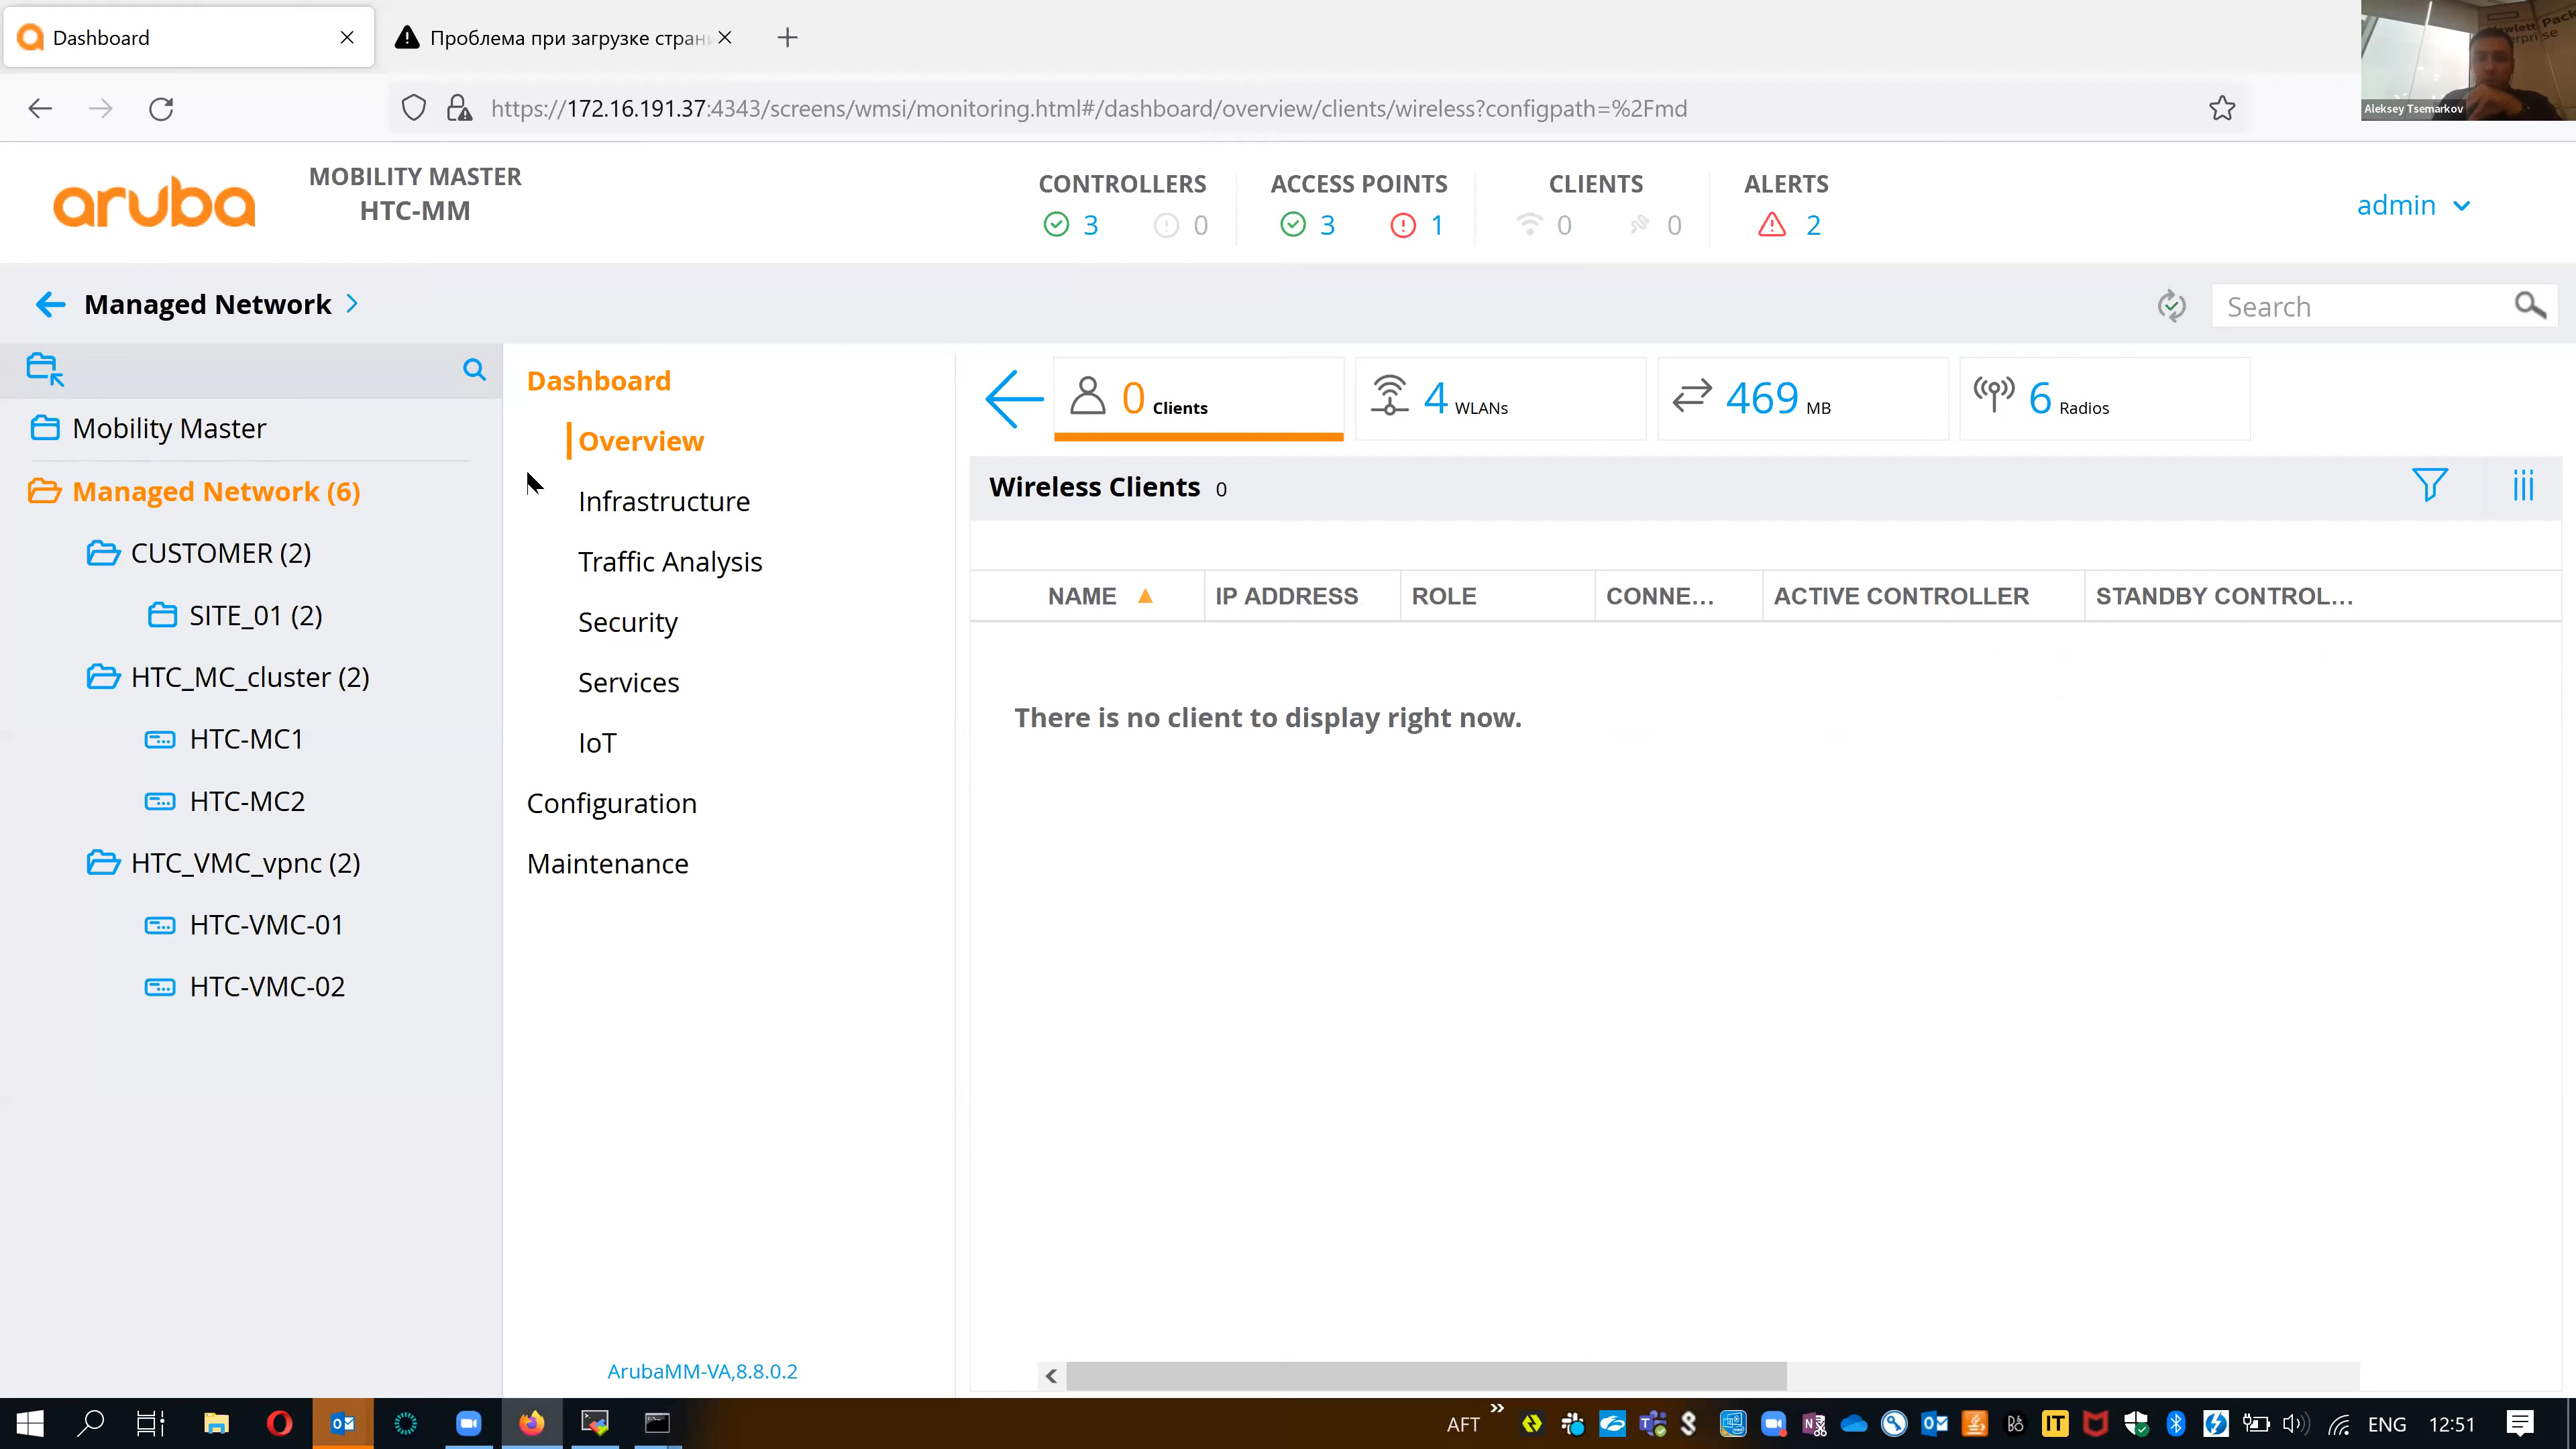 Dashboard
Проблема при загрузке стран
https://172.16.191.37:4343/screens/wmsi/monitoring.html#/dashboard/overview/clients/wireless?configpath=%2Fmd
Hewlett Pack
Aleksey Tsemarkov
aruba
MOBILITY MASTER
HTC-MM
CONTROLLERS
3 0
ACCESS POINTS
3 1
CLIENTS
0 0
ALERTS
2
admin
Managed Network
Search
Mobility Master
Managed Network (6)
CUSTOMER (2)
SITE_01 (2)
HTC_MC_cluster (2)
HTC-MC1
HTC-MC2
HTC_VMC_vpnc (2)
HTC-VMC-01
HTC-VMC-02
Dashboard
Overview
Infrastructure
Traffic Analysis
Security
Services
IoT
Configuration
Maintenance
ArubaMM-VA,8.8.0.2
0 Clients
4 WLANs
469 MB
6 Radios
Wireless Clients 0
NAME IP ADDRESS ROLE CONNE... ACTIVE CONTROLLER STANDBY CONTROL...
There is no client to display right now.
AFT
ENG 12:51